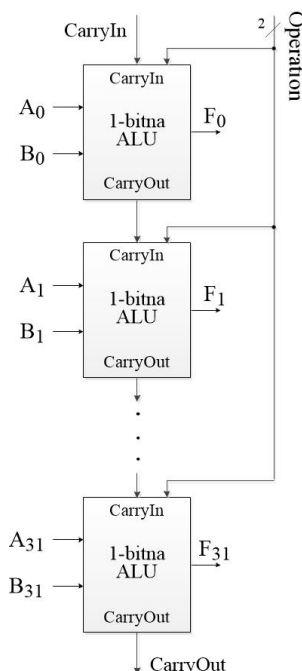 CarryIn
2
Operation
CarryIn
A0
1-bitna
ALU
F0
B0
CarryOut
CarryIn
A1
1-bitna
ALU
F1
B1
CarryOut
CarryIn
A31
1-bitna
ALU
F31
B31
CarryOut
CarryOut